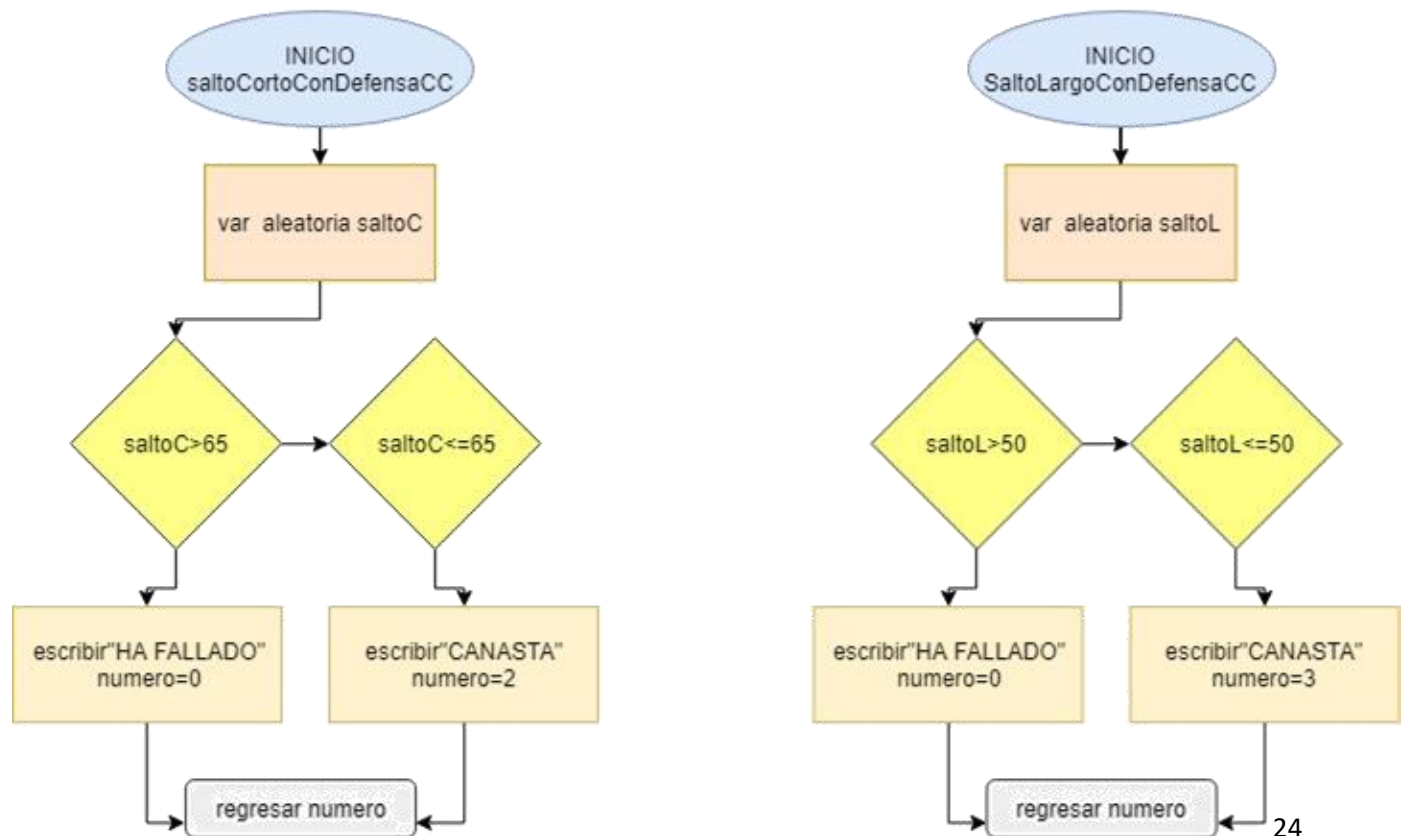 INICIO
saltoCortoConDefensaCC
var aleatoria saltoC
saltoC>65
saltoC<=65
escribir"HA FALLADO"
numero=0
escribir"CANASTA"
numero=2
regresar numero
INICIO
SaltoLargoConDefensaCC
var aleatoria saltoL
saltoL>50
saltoL<=50
escribir"HA FALLADO"
numero=0
escribir"CANASTA"
numero=3
regresar numero
24